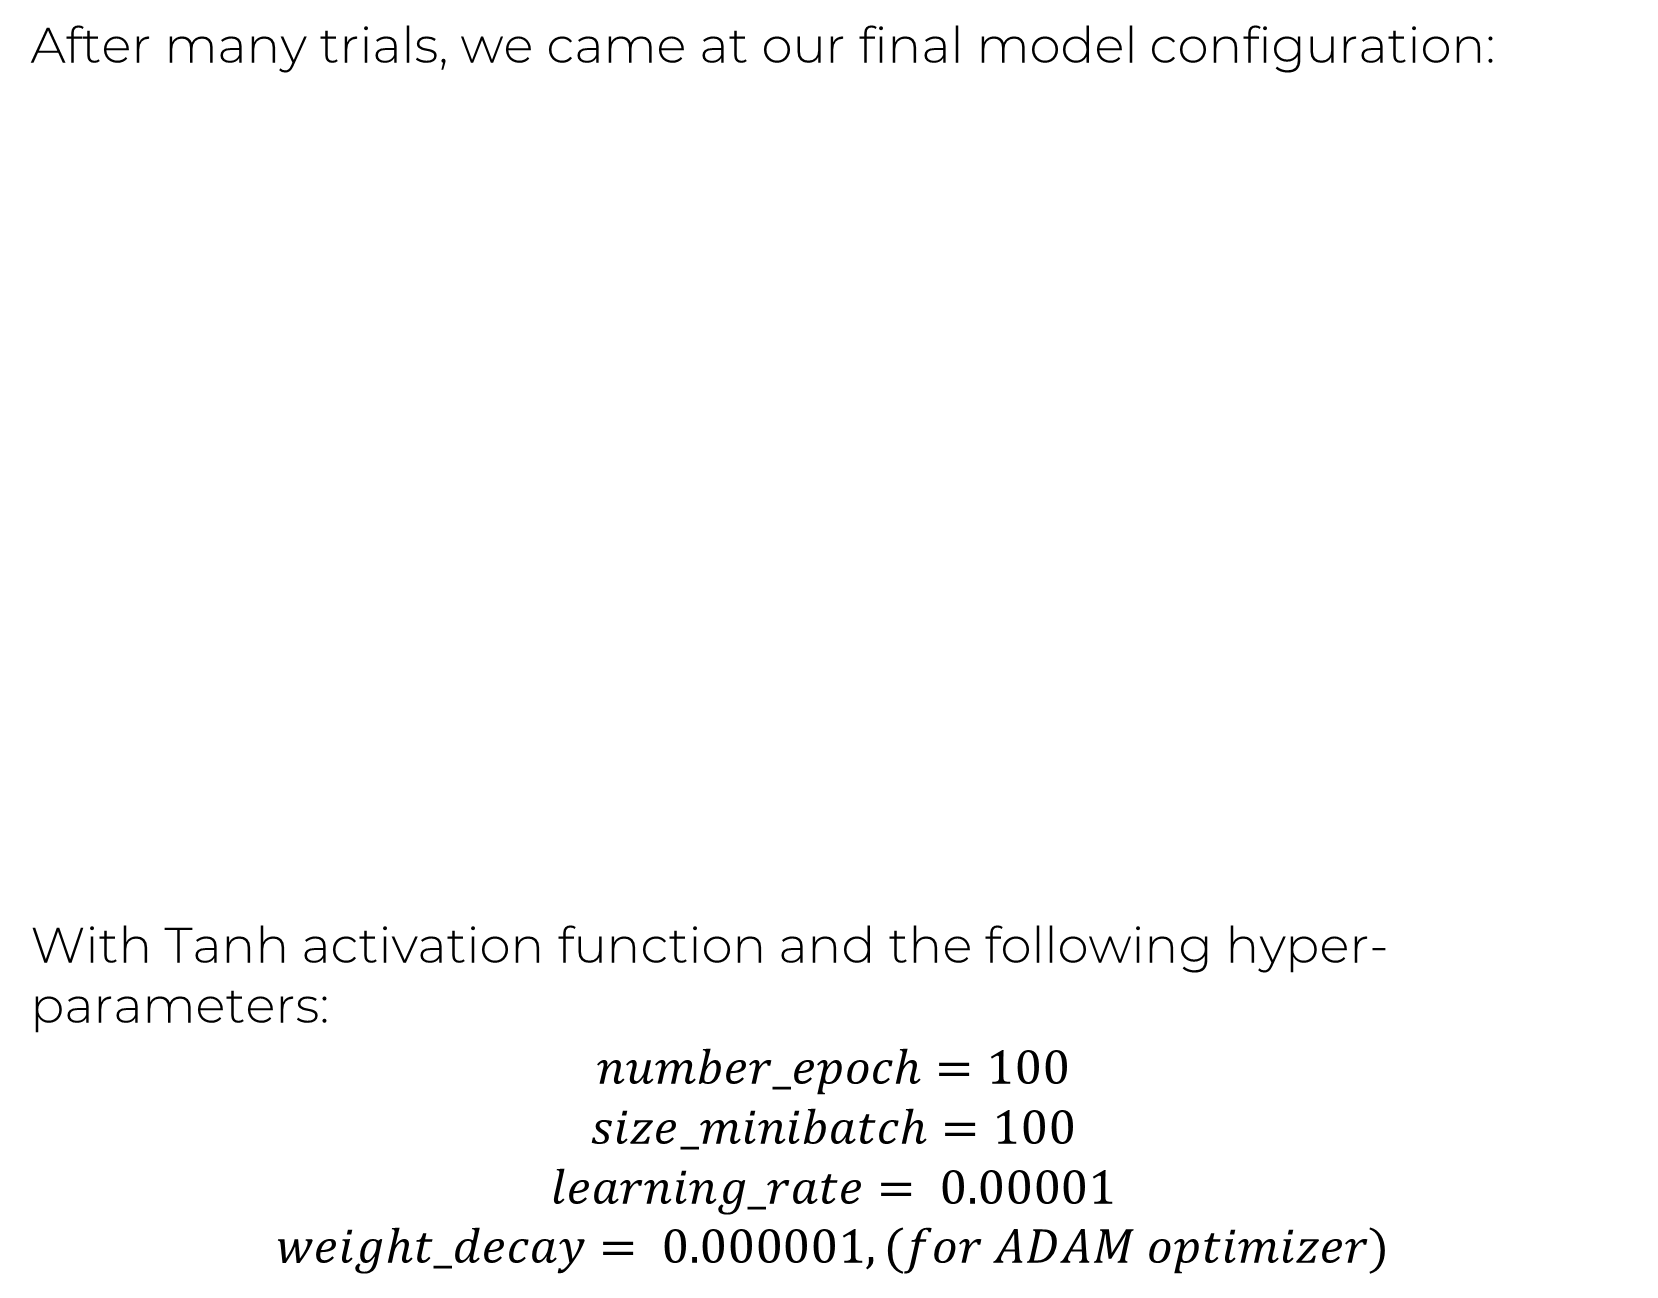 After many trials, we came at our final model configuration:
With Tanh activation function and the following hyper-
parameters:
number_epoch = 100
size_minibatch = 100
learning_rate = 0.00001
weight_decay = 0.000001, (for ADAM optimizer)